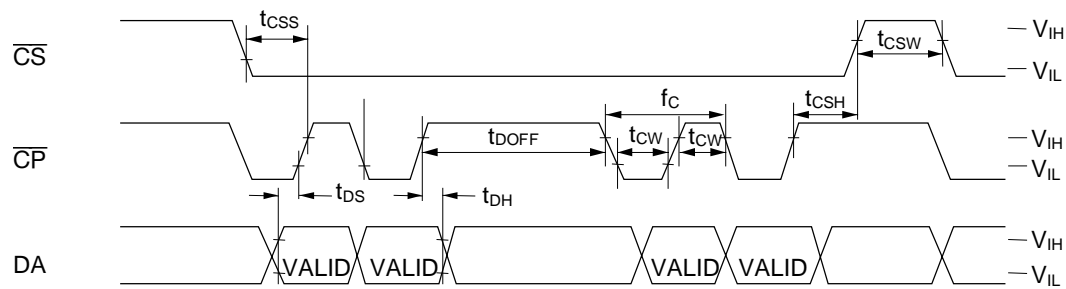 tCSS
CS
tCSW
VIH
VIL
fC
tCSH
CP
tDOFF
tCW
tCW
VIH
VIL
tDS
tDH
DA
VALID
VALID
VALID
VALID
VIH
VIL